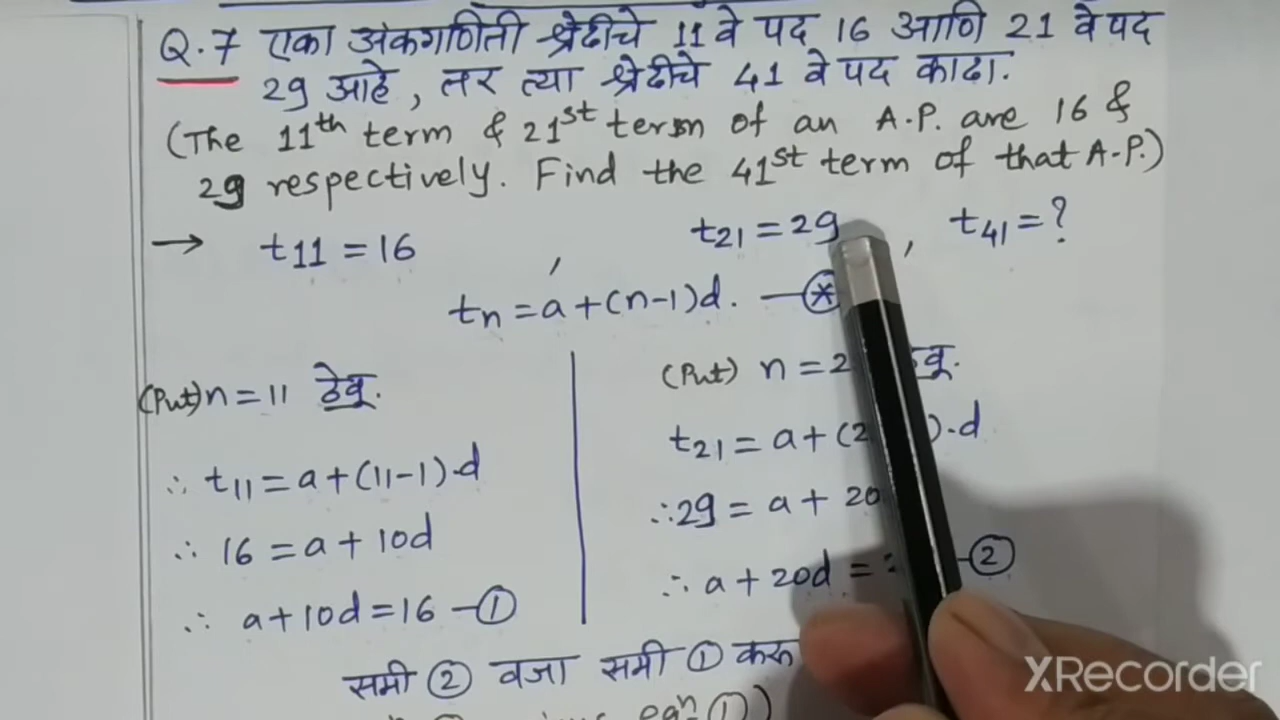 Q.7 एका अंकगणिती श्रेढीचे 11 वे पद 16 आणि 21 वे पद
29 आहे, तर त्या श्रेढीचे 41 वे पद काढा.
(The 11th term & 21st term of an A.P. are 16 &
29 respectively. Find the 41st term of that A.P.)
→ t11 = 16 , t21 = 29 , t41 = ?
tn = a + (n-1)d. —⊛
(Put) n = 11 ठेवू.
∴ t11 = a + (11-1)·d
∴ 16 = a + 10d
∴ a + 10d = 16 —①
(Put) n = 2
t21 = a + (2 )·d
∴ 29 = a + 20
∴ a + 20d = —②
समी ② वजा समी ① करू
eqn ①)
XRecorder